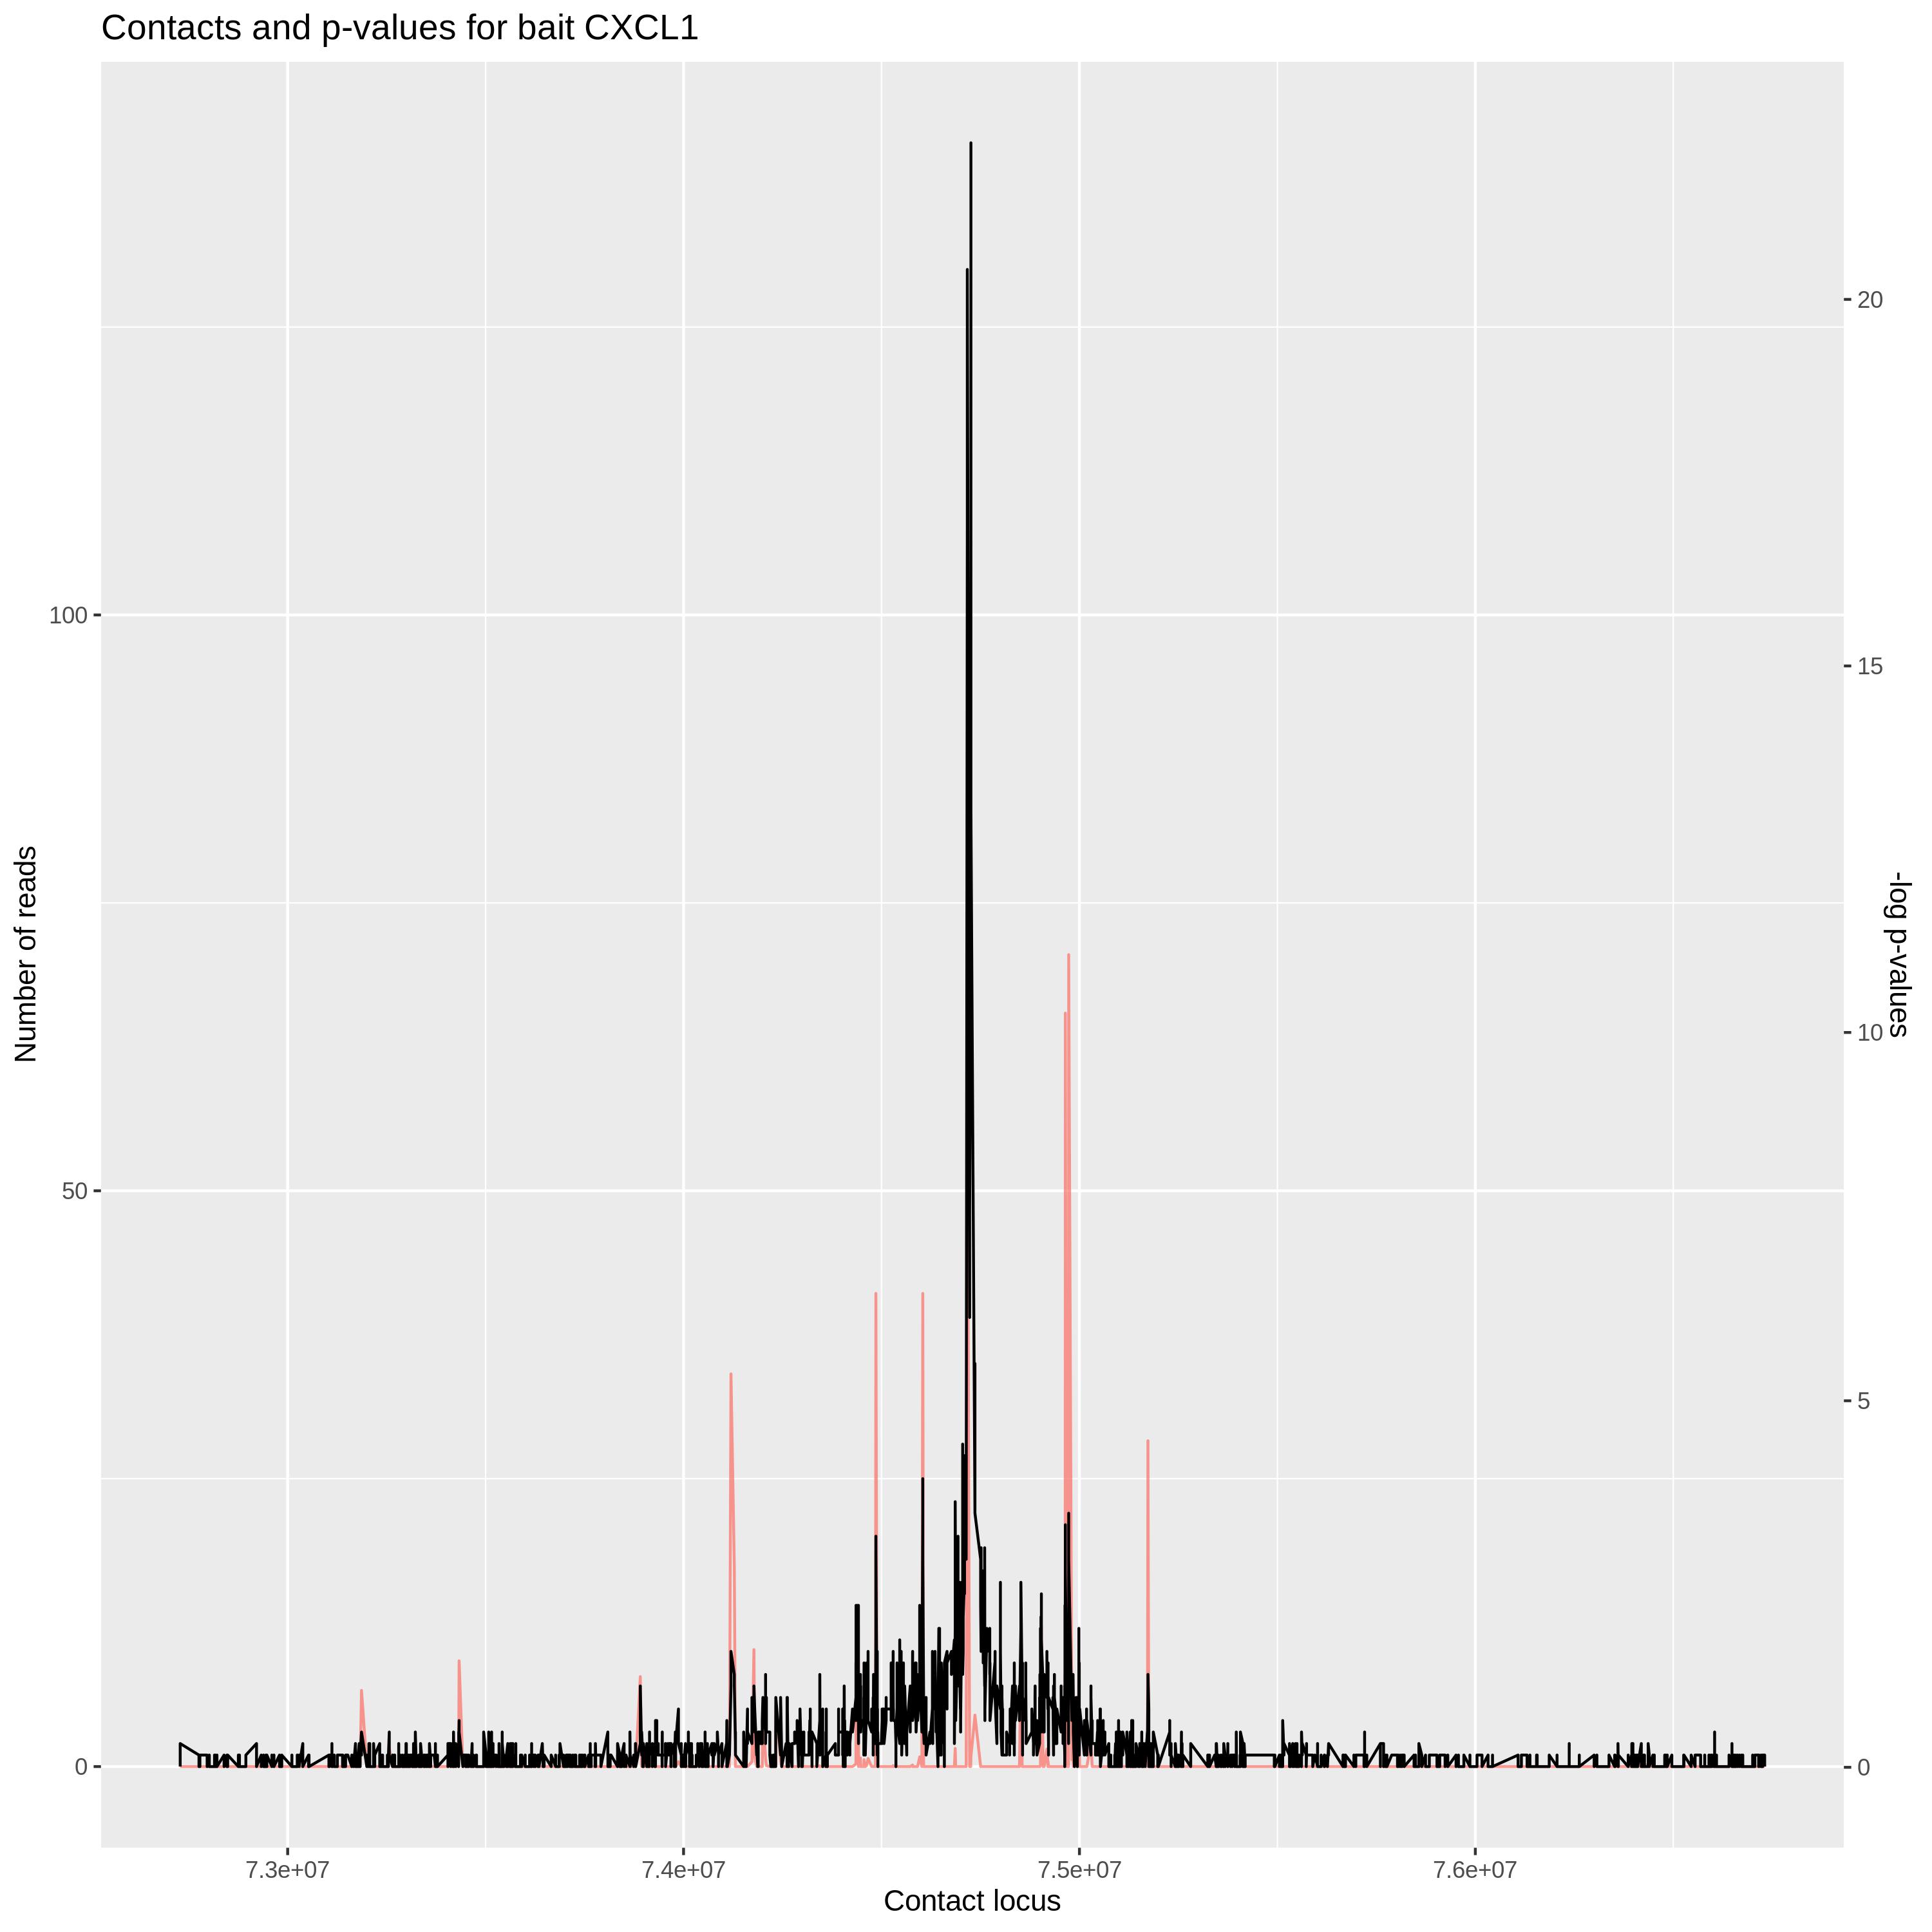 Contacts and p-values for bait CXCL1
Number of reads
100
50
0
20
15
10
5
0
-log p-values
7.3e+07
7.4e+07
7.5e+07
7.6e+07
Contact locus